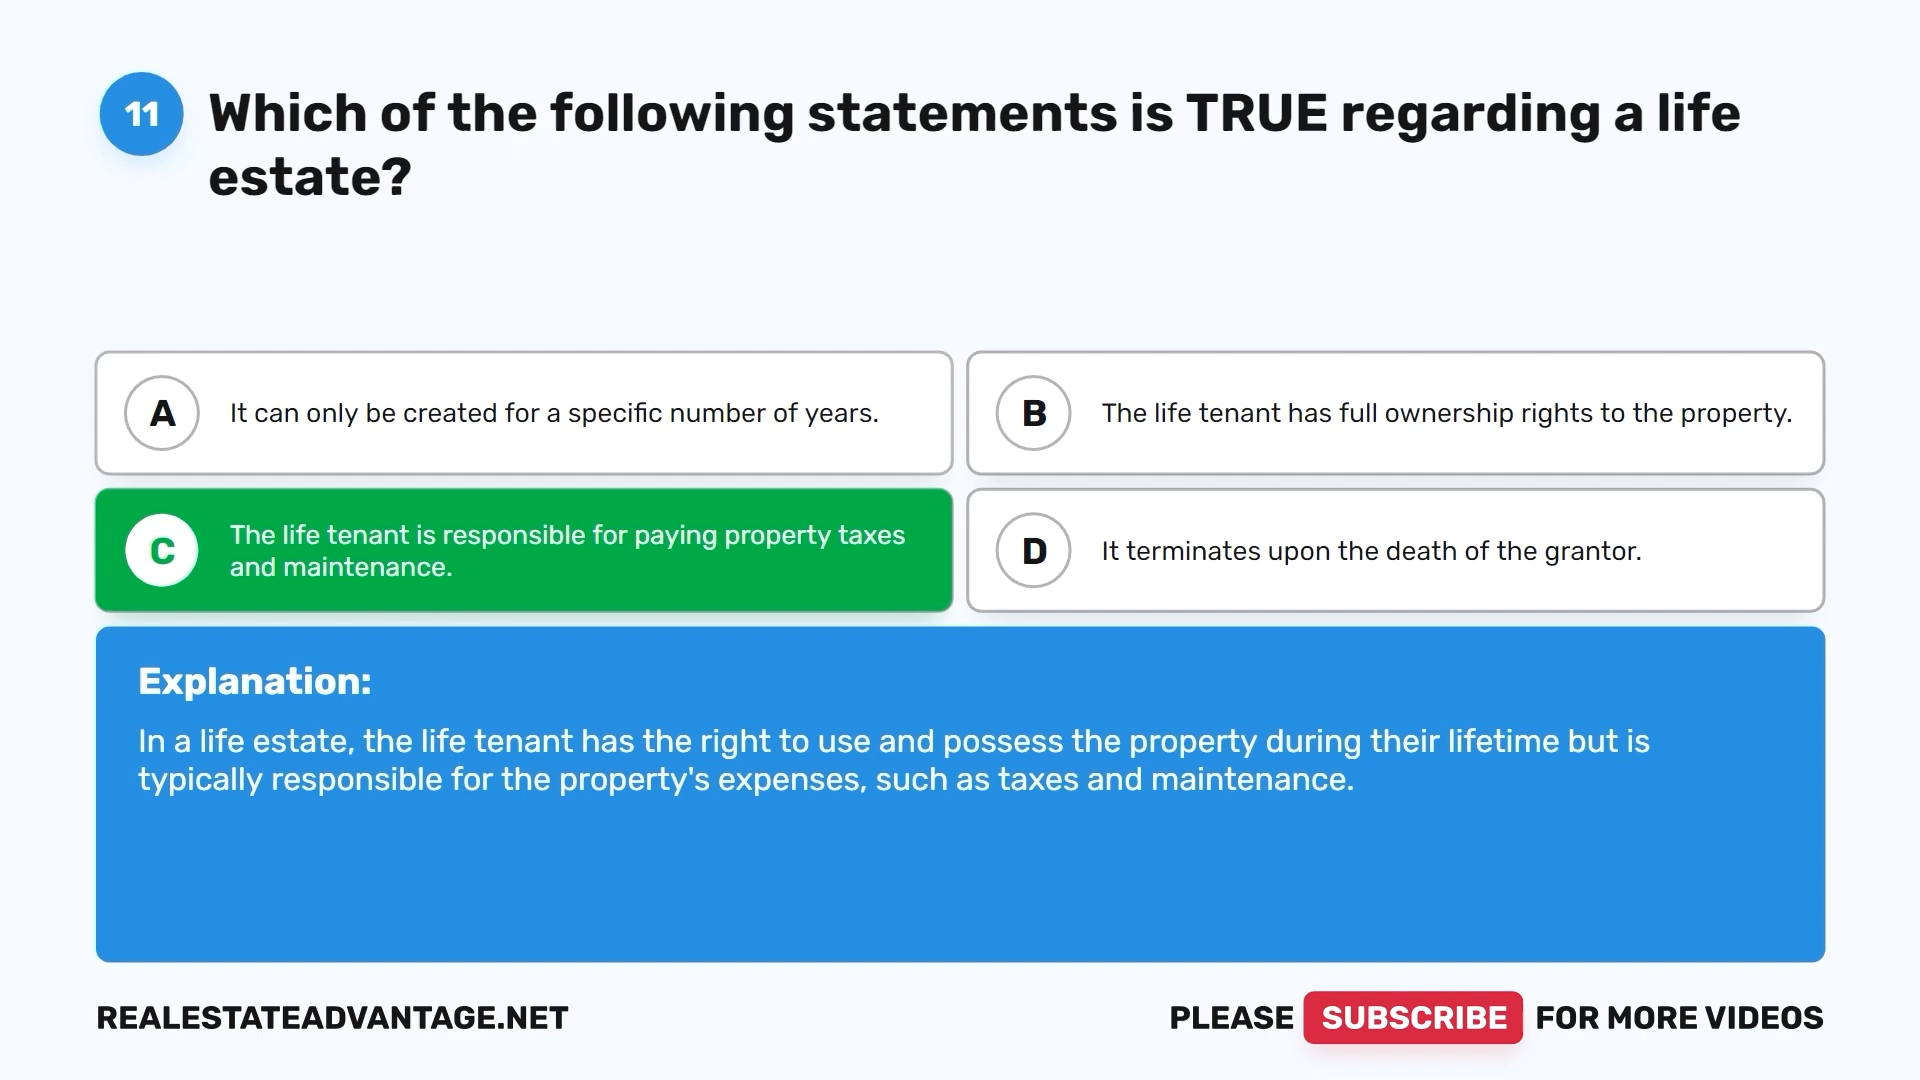 11
Which of the following statements is TRUE regarding a life
estate?
A
It can only be created for a specific number of years.
B
The life tenant has full ownership rights to the property.
C
The life tenant is responsible for paying property taxes
and maintenance.
D
It terminates upon the death of the grantor.
Explanation:
In a life estate, the life tenant has the right to use and possess the property during their lifetime but is
typically responsible for the property's expenses, such as taxes and maintenance.
REALESTATEADVANTAGE.NET
PLEASE SUBSCRIBE FOR MORE VIDEOS